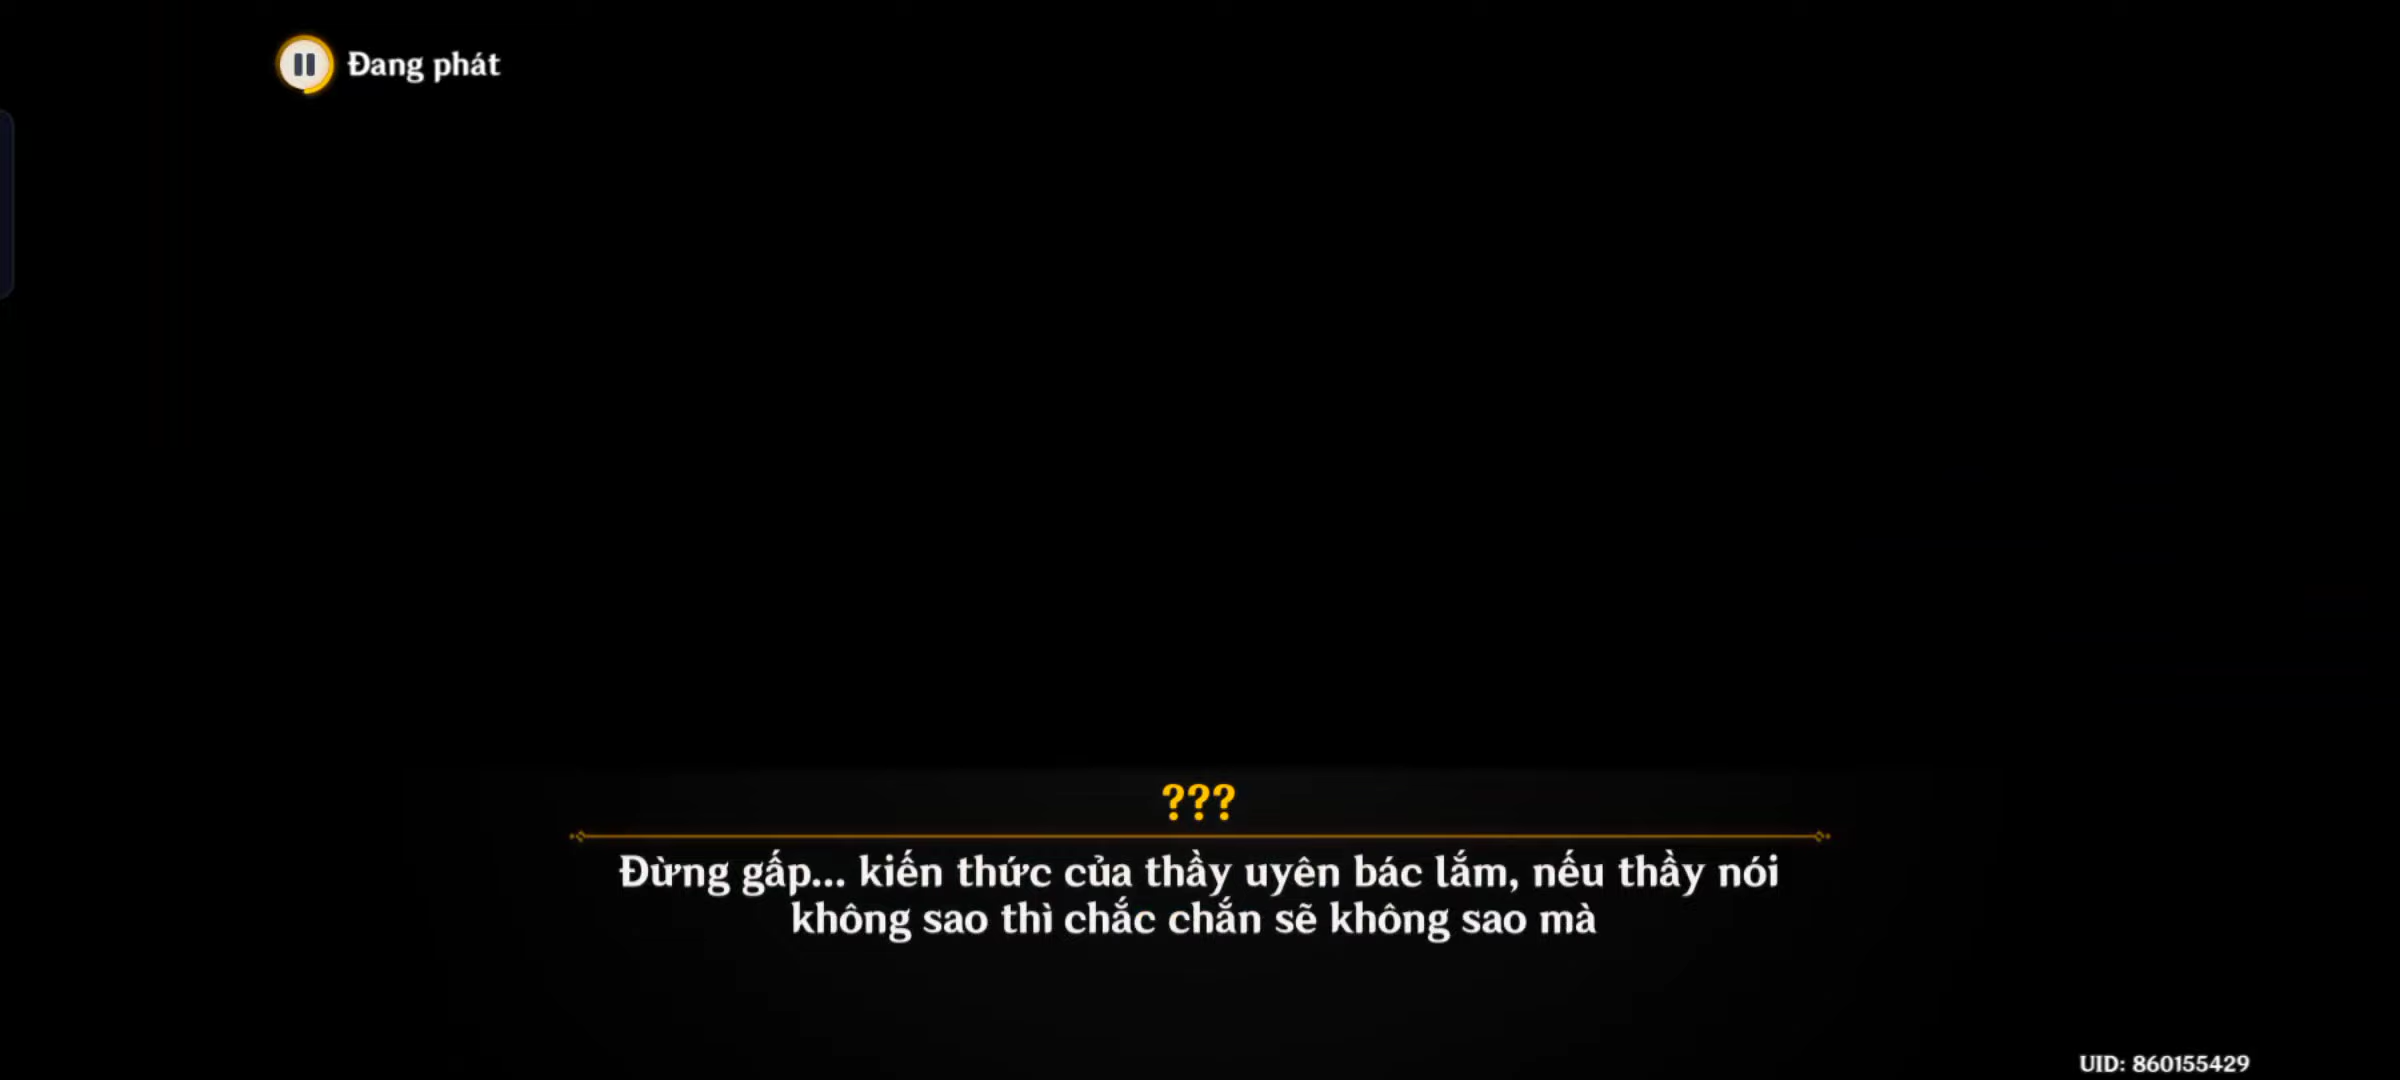 Đang phát
???
Đừng gấp... kiến thức của thầy uyên bác lắm, nếu thầy nói
không sao thì chắc chắn sẽ không sao mà
UID: 860155429